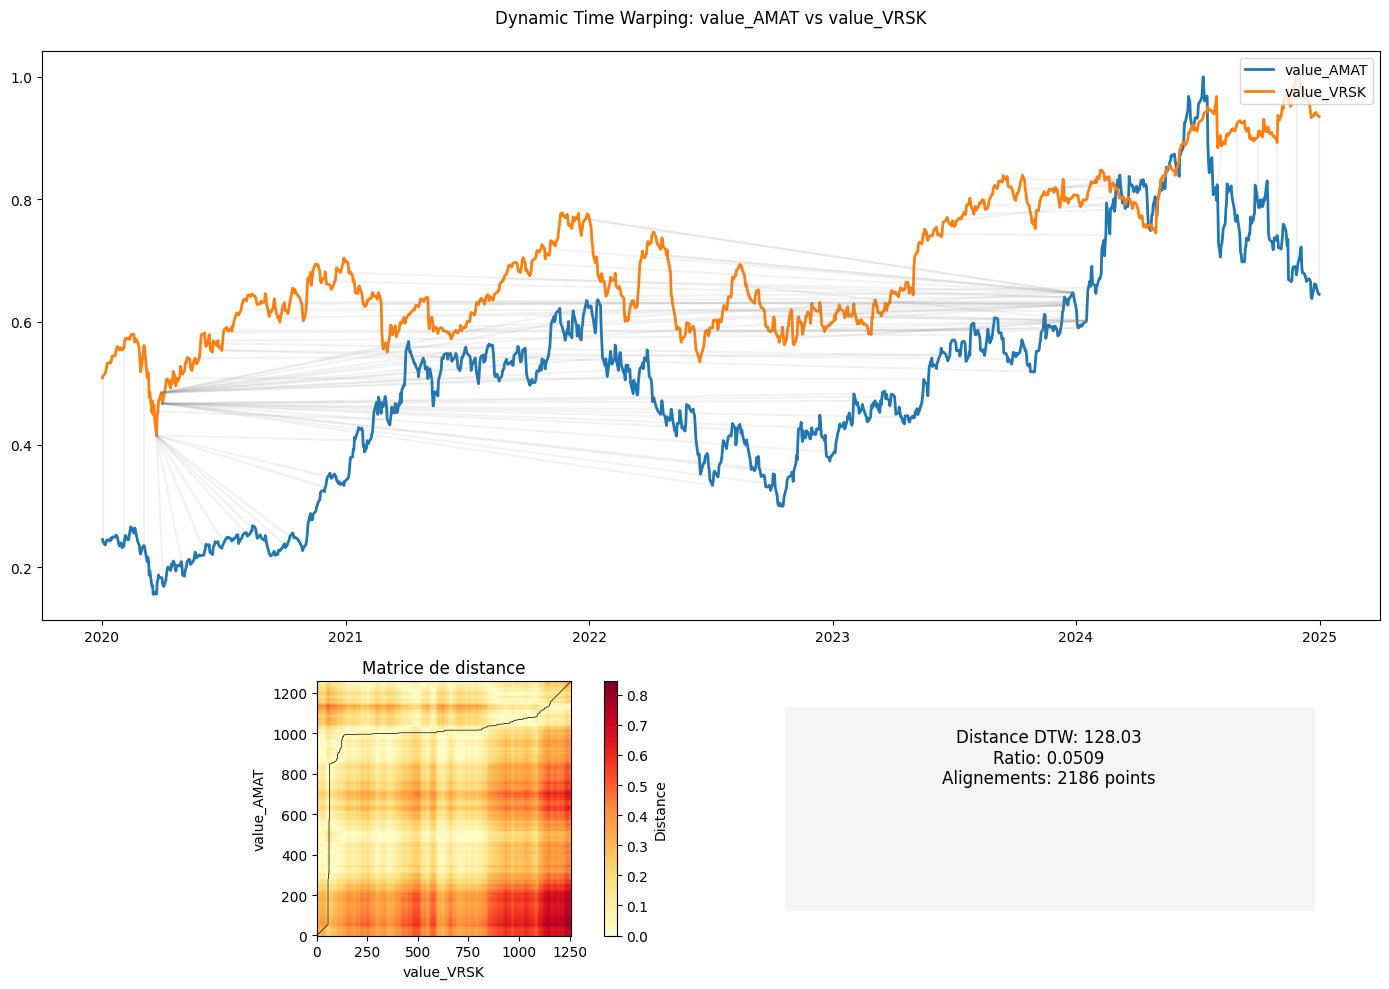 Dynamic Time Warping: value_AMAT vs value_VRSK
value_AMAT
value_VRSK
1.0
0.8
0.6
0.4
0.2
2020 2021 2022 2023 2024 2025
Matrice de distance
value_AMAT
1200
1000
800
600
400
200
0
0 250 500 750 1000 1250
value_VRSK
0.8
0.7
0.6
0.5
0.4
0.3
0.2
0.1
0.0
Distance
Distance DTW: 128.03
Ratio: 0.0509
Alignements: 2186 points